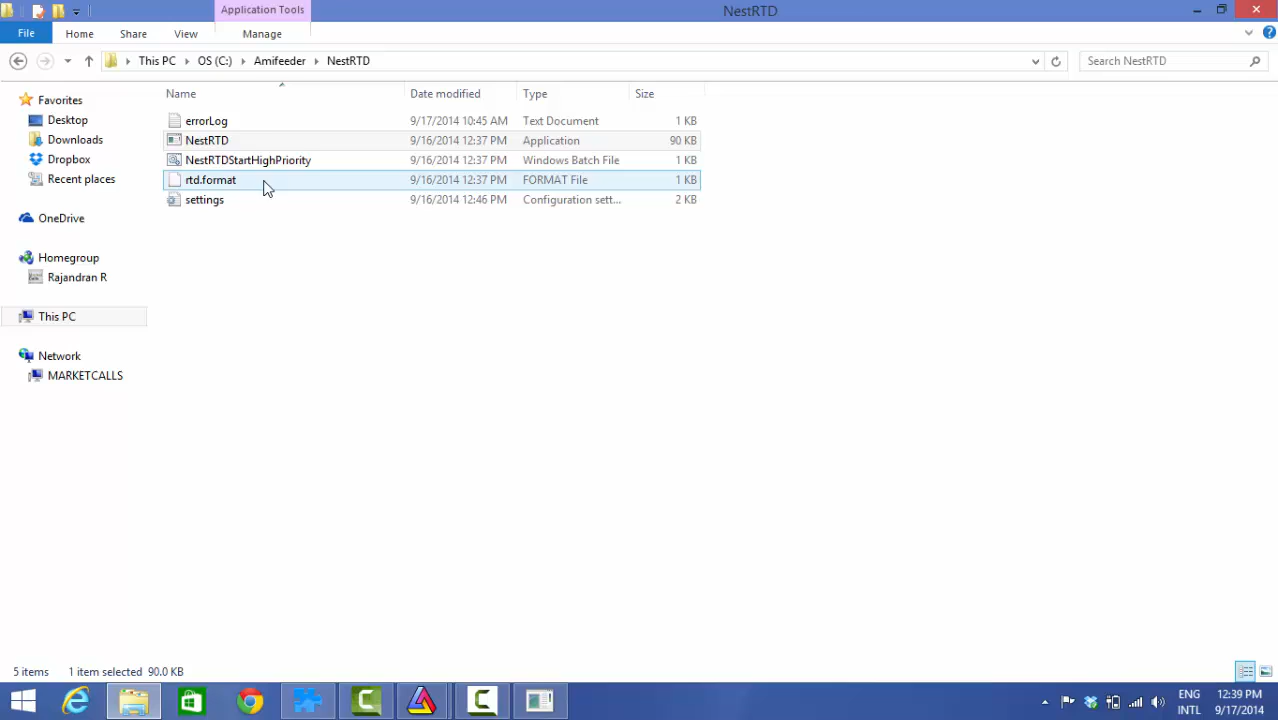 Application Tools
NestRTD
File Home Share View Manage
This PC OS (C:) Amifeeder NestRTD
Search NestRTD
Name Date modified Type Size
Favorites
Desktop
Downloads
Dropbox
Recent places
OneDrive
Homegroup
Rajandran R
This PC
Network
MARKETCALLS
errorLog 9/17/2014 10:45 AM Text Document 1 KB
NestRTD 9/16/2014 12:37 PM Application 90 KB
NestRTDStartHighPriority 9/16/2014 12:37 PM Windows Batch File 1 KB
rtd.format 9/16/2014 12:37 PM FORMAT File 1 KB
settings 9/16/2014 12:46 PM Configuration sett... 2 KB
5 items 1 item selected 90.0 KB
ENG 12:39 PM
INTL 9/17/2014